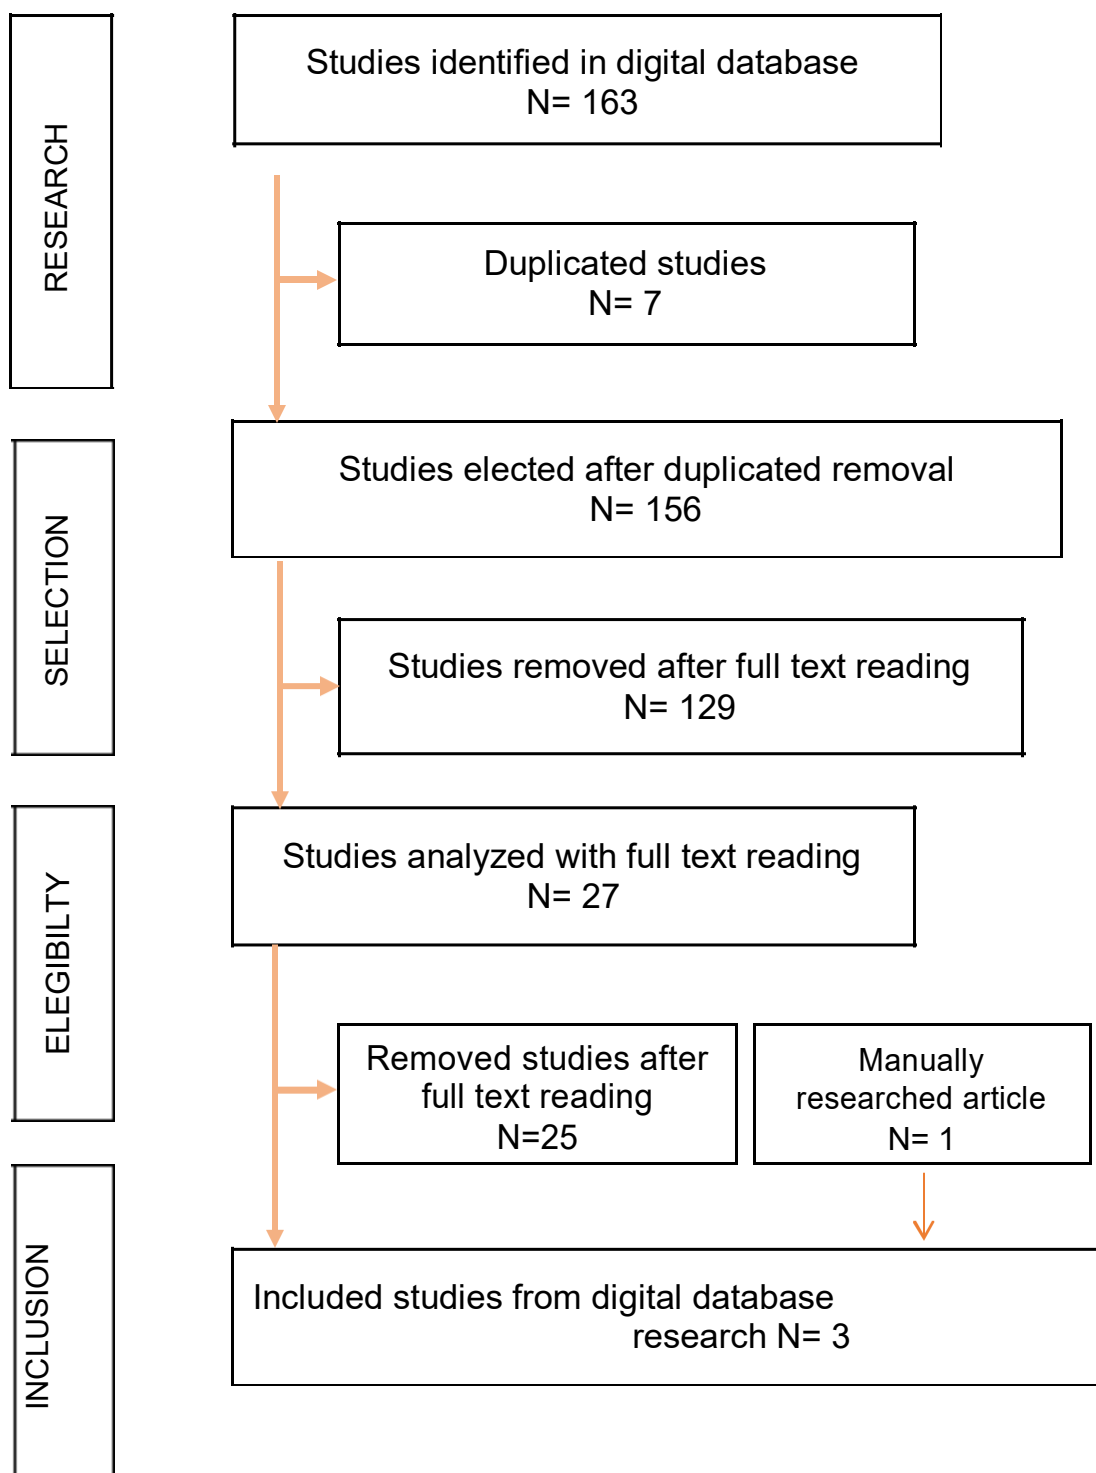 RESEARCH
Studies identified in digital database
N= 163
Duplicated studies
N= 7
SELECTION
Studies elected after duplicated removal
N= 156
Studies removed after full text reading
N= 129
ELEGIBILTY
Studies analyzed with full text reading
N= 27
Removed studies after
full text reading
N=25
Manually
researched article
N= 1
INCLUSION
Included studies from digital database
research N= 3